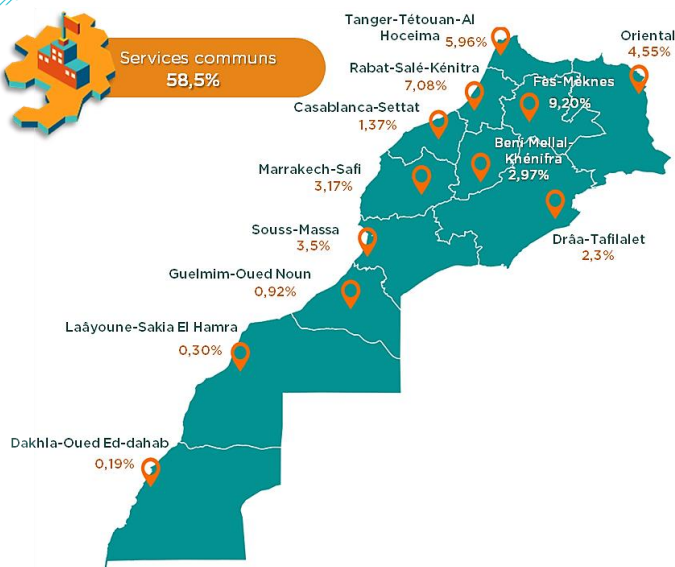 Services communs
58,5%
Tanger-Tétouan-Al
Hoceima
5,96%
Oriental
4,55%
Rabat-Salé-Kénitra
7,08%
Fès-Meknes
9,20%
Casablanca-Settat
1,37%
Beni Mellal-
Khénifra
2,97%
Marrakech-Safi
3,17%
Souss-Massa
3,5%
Drâa-Tafilalet
2,3%
Guelmim-Oued Noun
0,92%
Laâyoune-Sakia El Hamra
0,30%
Dakhla-Oued Ed-dahab
0,19%